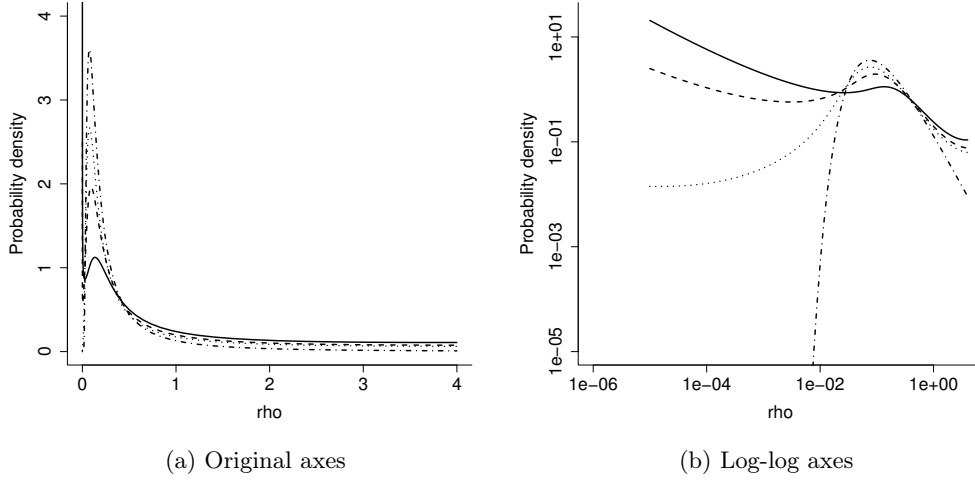 4
3
2
1
0
Probability density
0 1 2 3 4
rho
(a) Original axes
1e+01
1e-01
1e-03
1e-05
Probability density
1e-06 1e-04 1e-02 1e+00
rho
(b) Log-log axes